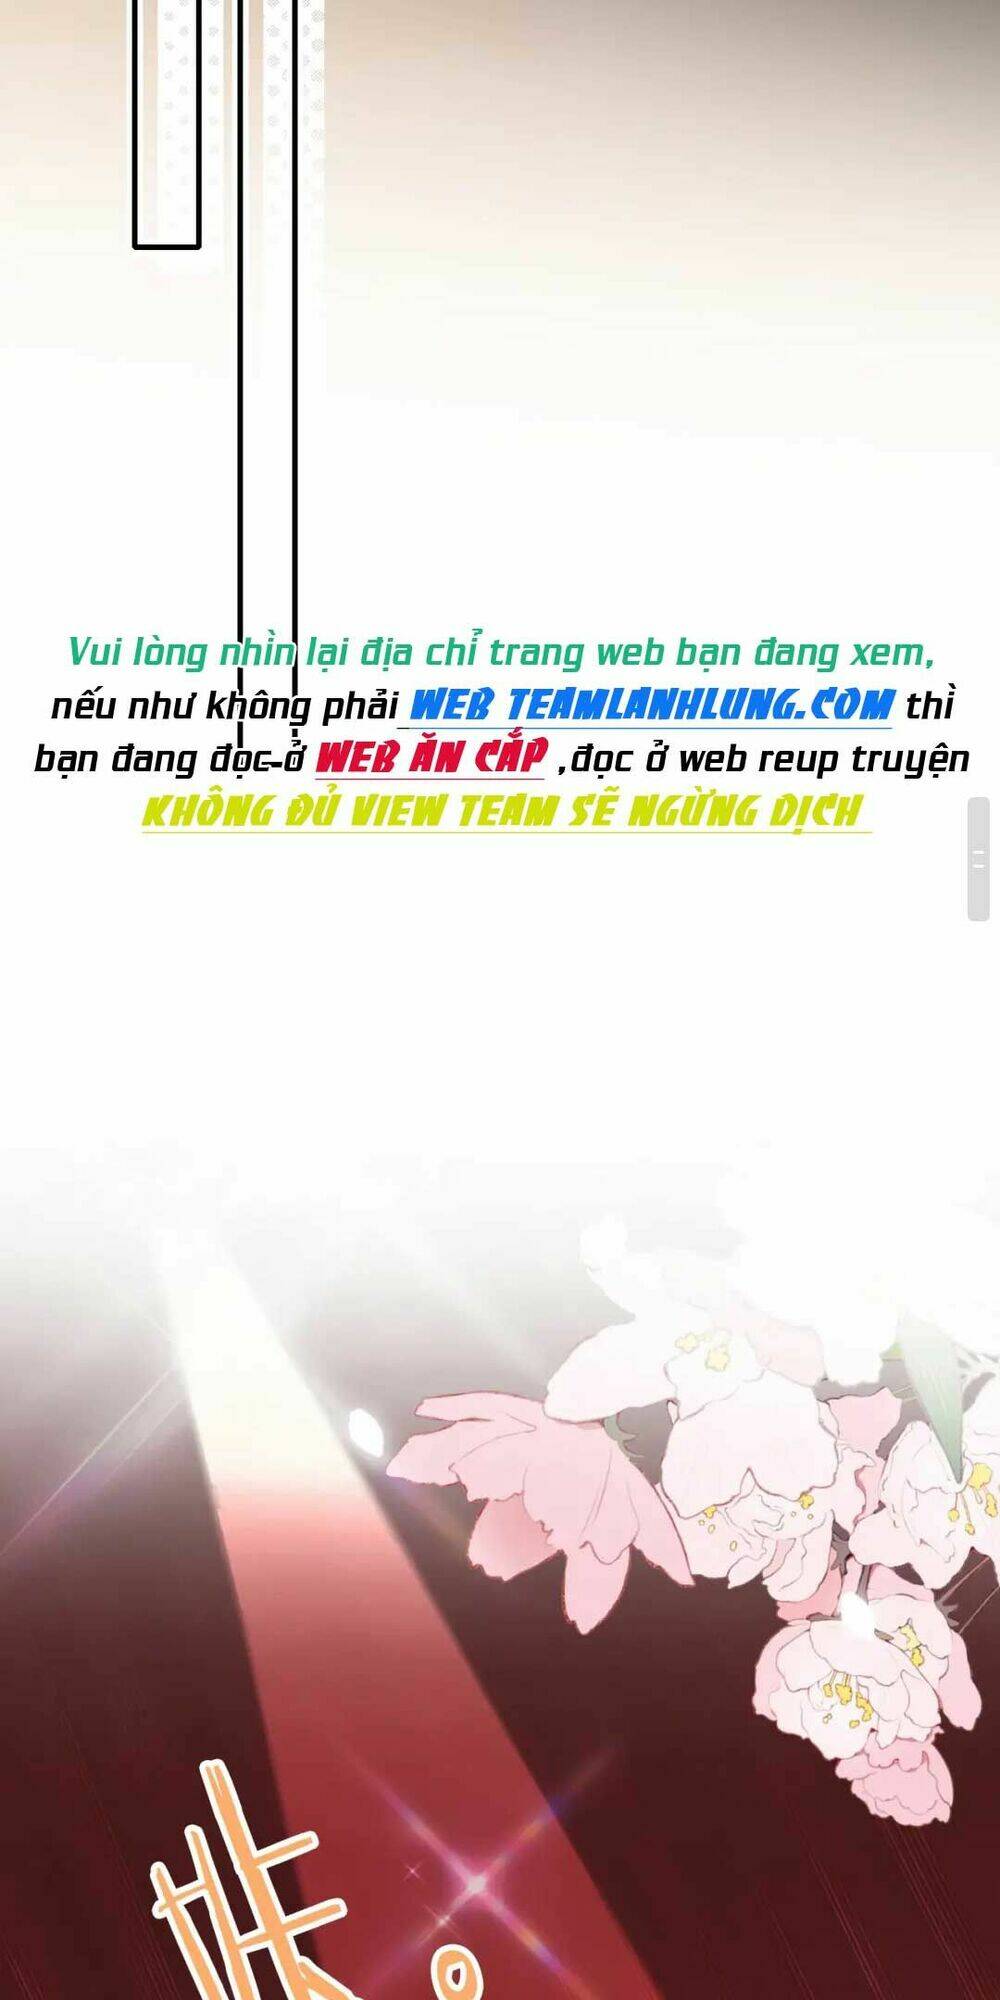 Vui lòng nhìn lại địa chỉ trang web bạn đang xem,
nếu như không phải WEB TEAMLANHLUNG.COM thì
bạn đang đọc ở WEB ĂN CẮP ,đọc ở web reup truyện
KHÔNG ĐỦ VIEW TEAM SẼ NGỪNG DỊCH